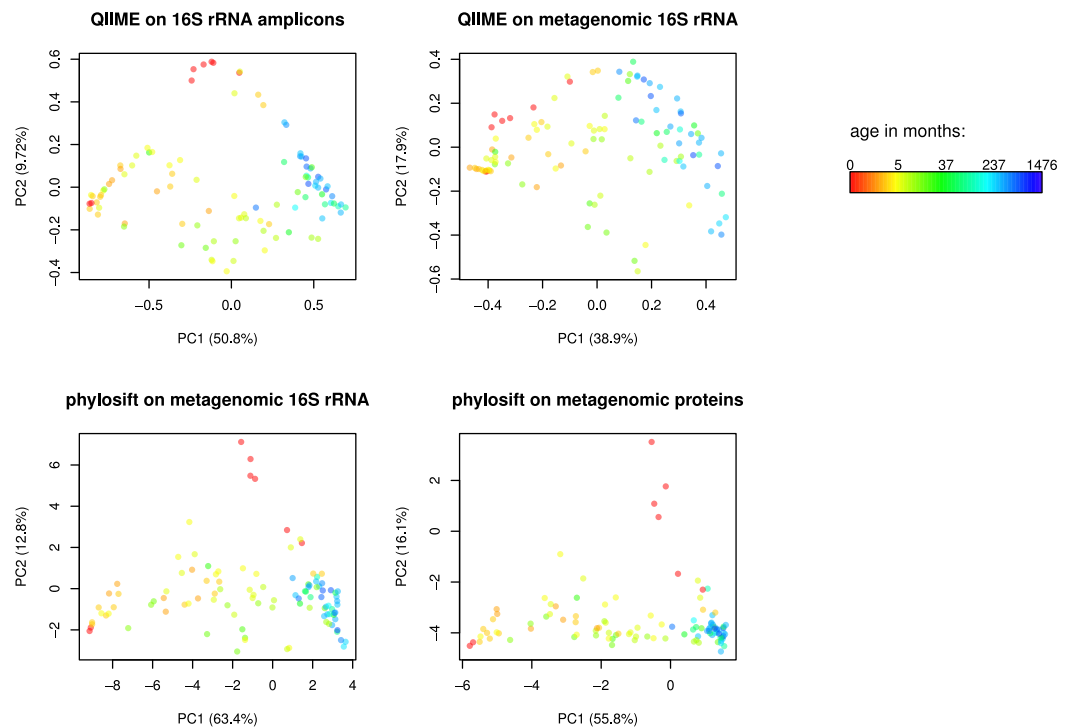 QIIME on 16S rRNA amplicons
PC2 (9.72%)
0.6
0.4
0.2
0.0
−0.2
−0.4
−0.5
0.0
0.5
PC1 (50.8%)
QIIME on metagenomic 16S rRNA
PC2 (17.9%)
0.4
0.2
0.0
−0.2
−0.4
−0.6
−0.4
−0.2
0.0
0.2
0.4
PC1 (38.9%)
age in months:
0 5 37 237 1476
phylosift on metagenomic 16S rRNA
PC2 (12.8%)
6
4
2
0
−2
−8
−6
−4
−2
0
2
4
PC1 (63.4%)
phylosift on metagenomic proteins
PC2 (16.1%)
2
0
−2
−4
−6
−4
−2
0
PC1 (55.8%)